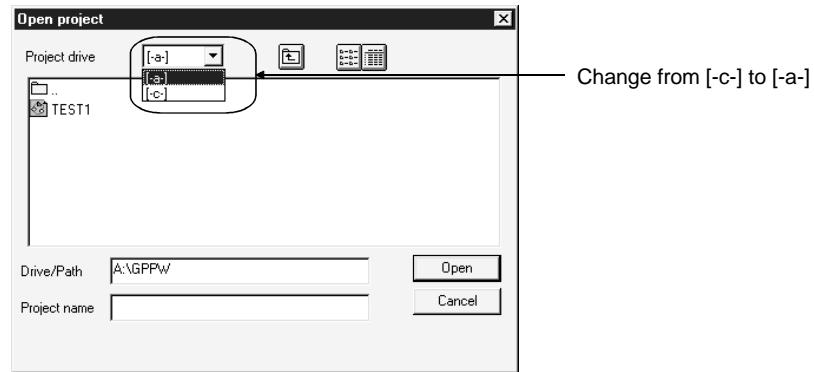 Open project
Project drive [-a-]
[-a-]
[-c-]
Change from [-c-] to [-a-]
..
TEST1
Drive/Path A:\GPPW Open
Project name Cancel